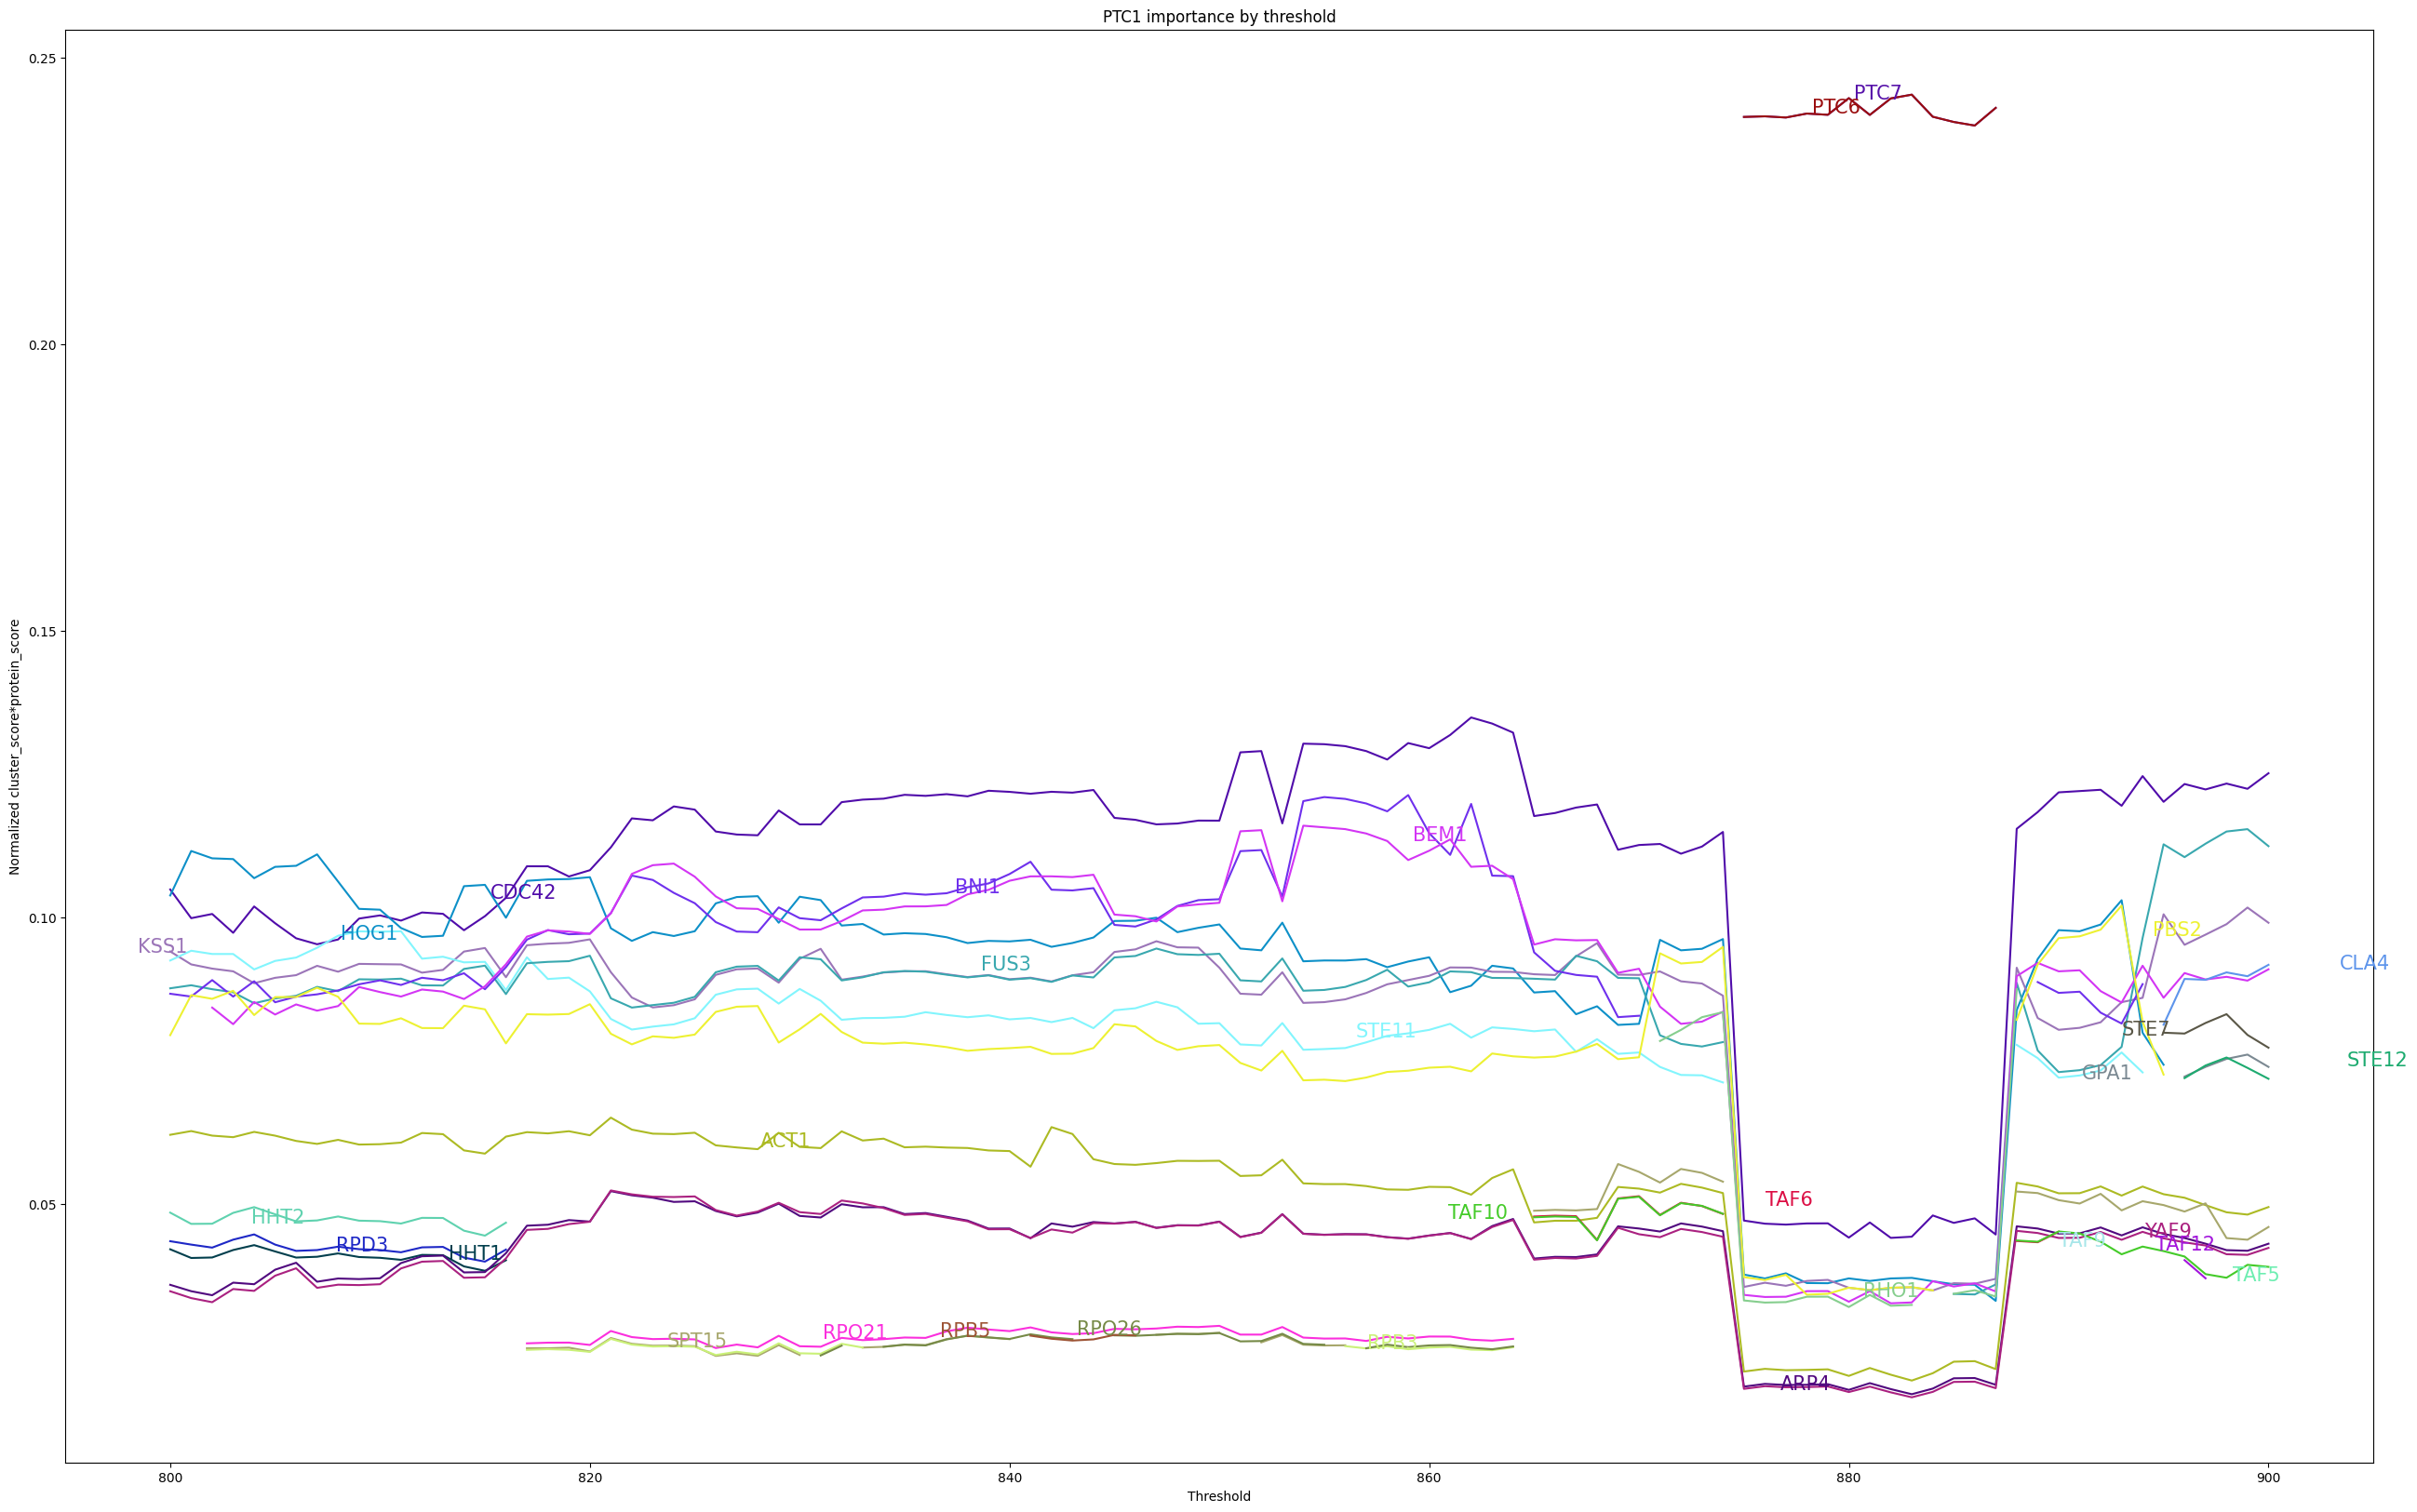 PTC1 importance by threshold
0.25
PTC7
PTC6
0.20
0.15
Normalized cluster_score*protein_score
BEM1
0.10
CDC42
BNI1
HOG1
KSS1
FUS3
PBS2
CLA4
STE11
STE7
GPA1
STE12
ACT1
0.05
TAF6
HHT2
TAF10
RPD3
HHT1
YAF9
TAF9
TAF12
TAF5
RHO1
SPT15
RPO21
RPB5
RPO26
RPB3
ARP4
800
820
840
860
880
900
Threshold